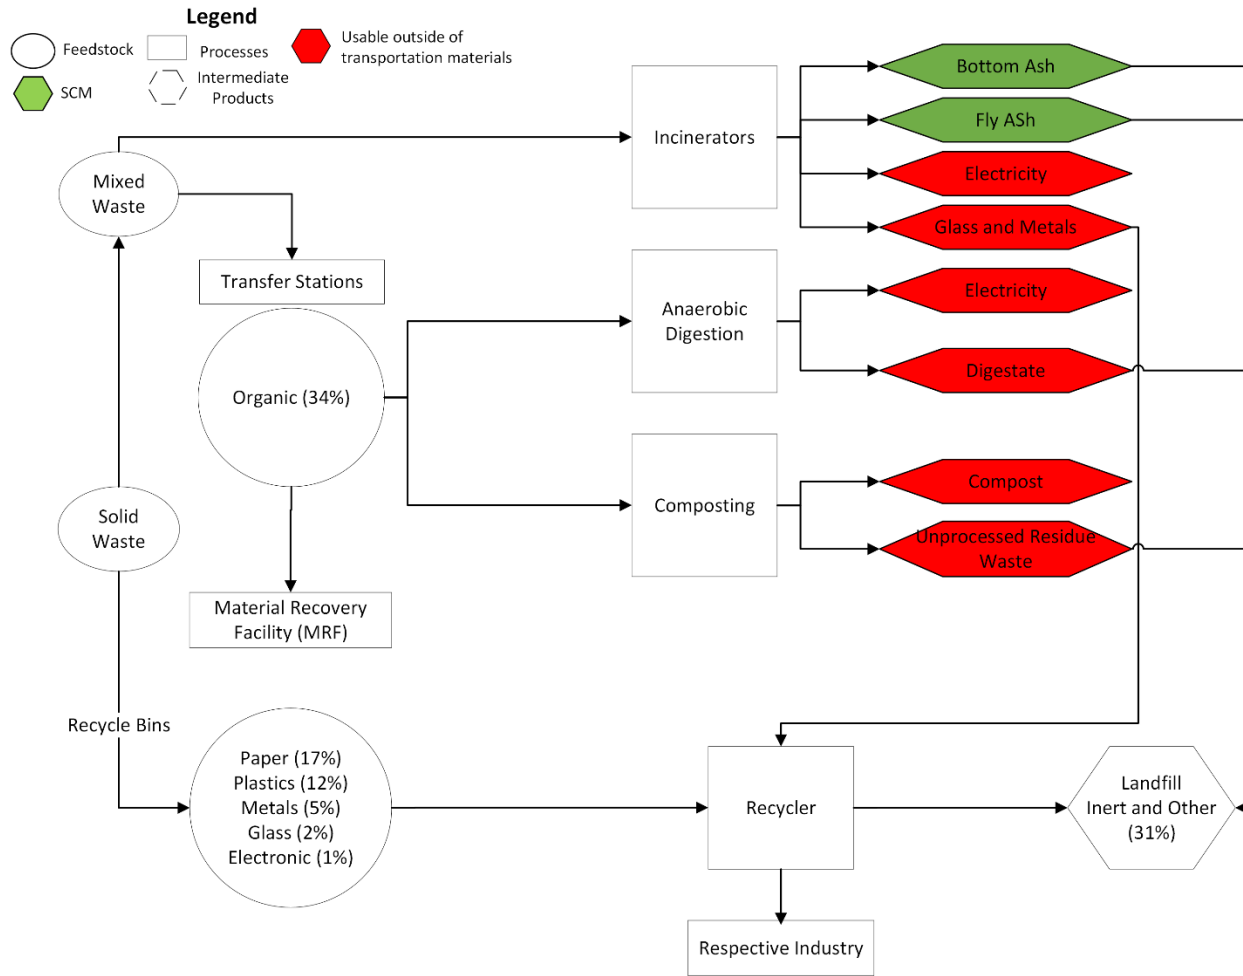 Legend
Feedstock
Processes
Usable outside of
transportation materials
SCM
Intermediate
Products
Mixed
Waste
Incinerators
Bottom Ash
Fly ASh
Electricity
Glass and Metals
Transfer Stations
Organic (34%)
Anaerobic
Digestion
Electricity
Digestate
Composting
Compost
Unprocessed Residue
Waste
Solid
Waste
Material Recovery
Facility (MRF)
Recycle Bins
Paper (17%)
Plastics (12%)
Metals (5%)
Glass (2%)
Electronic (1%)
Recycler
Landfill
Inert and Other
(31%)
Respective Industry